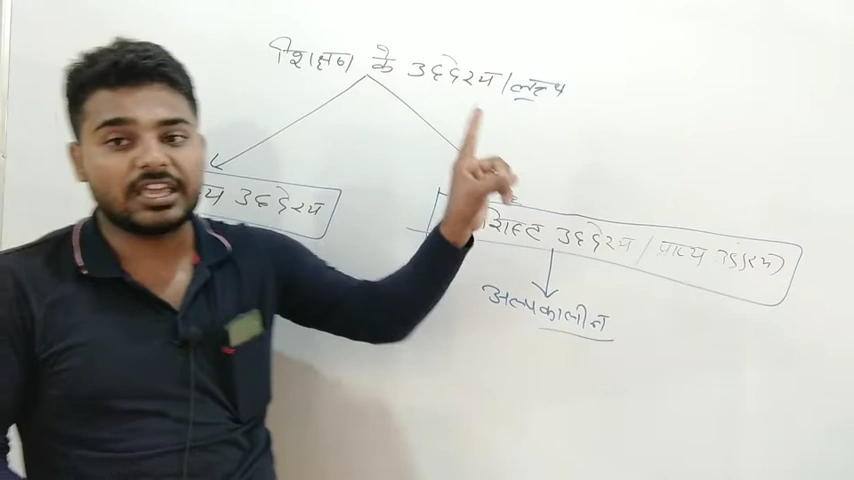 शिक्षण के उद्देश्य / लक्ष्य
य उद्देश्य
शिष्ट उद्देश्य / प्राप्य उद्देश्य
अल्पकालीन